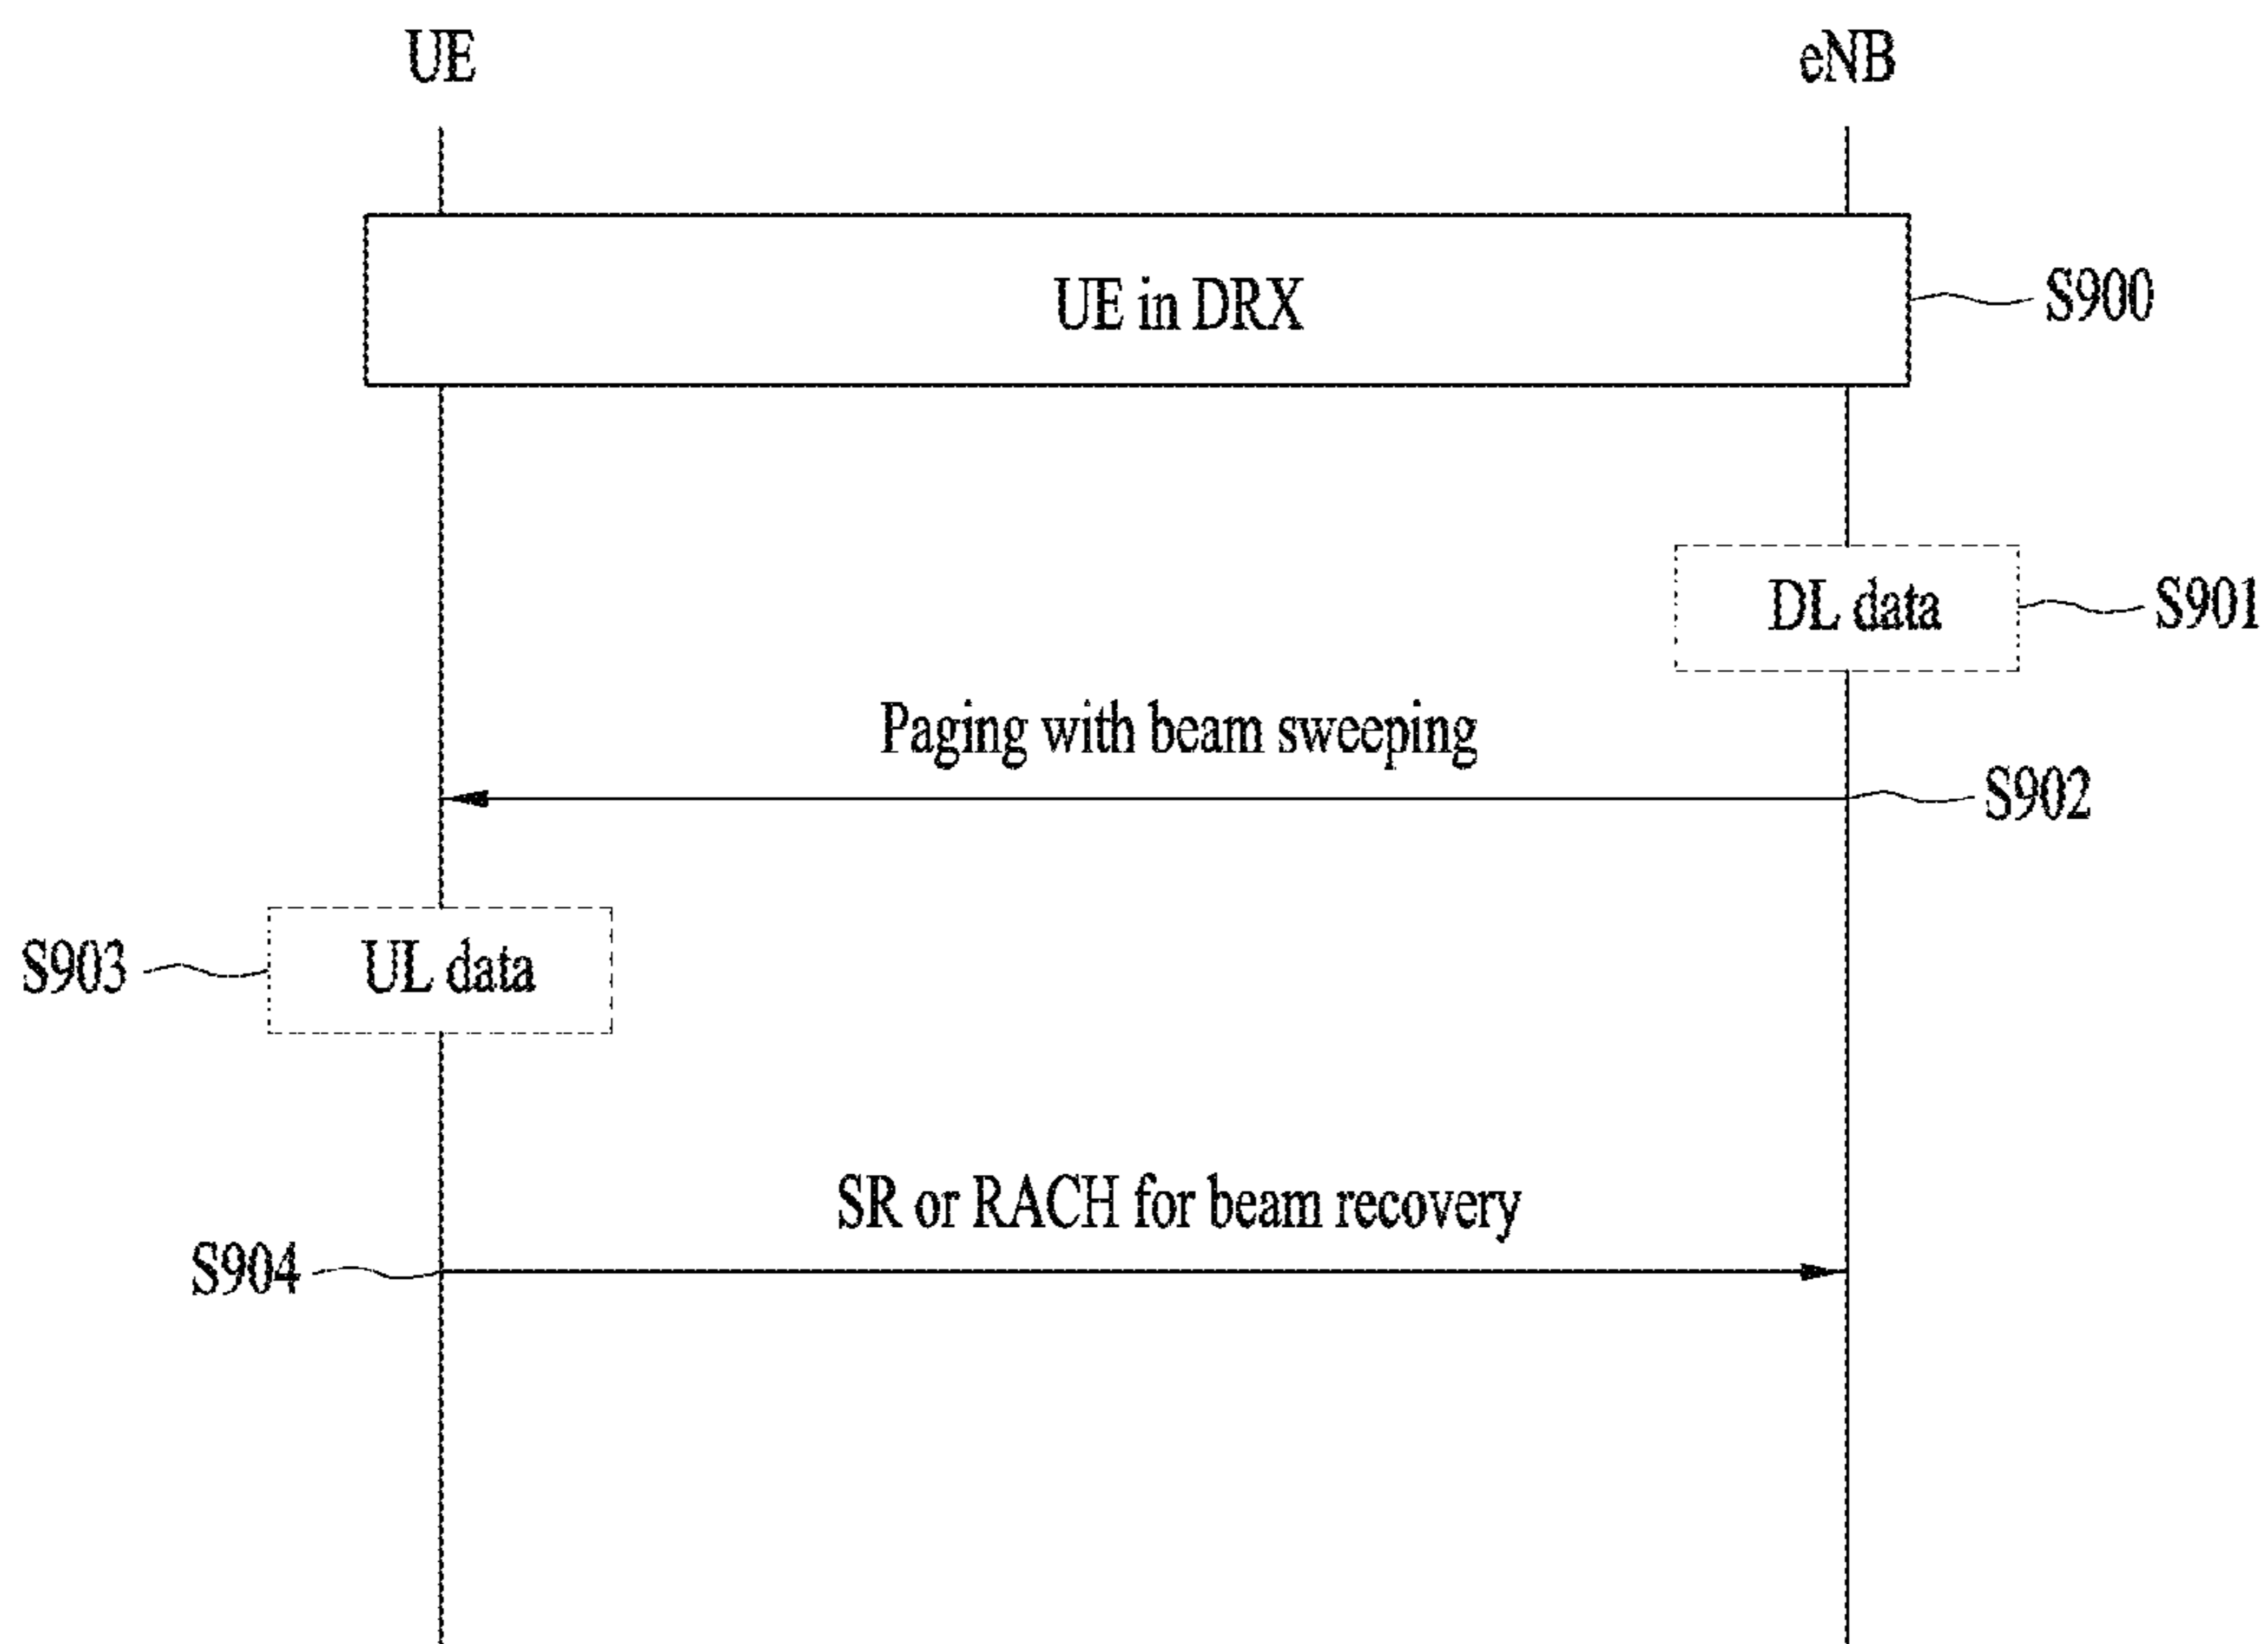 UE
eNB
UE in DRX
S900
DL data
S901
Paging with beam sweeping
S902
S903
UL data
SR or RACH for beam recovery
S904